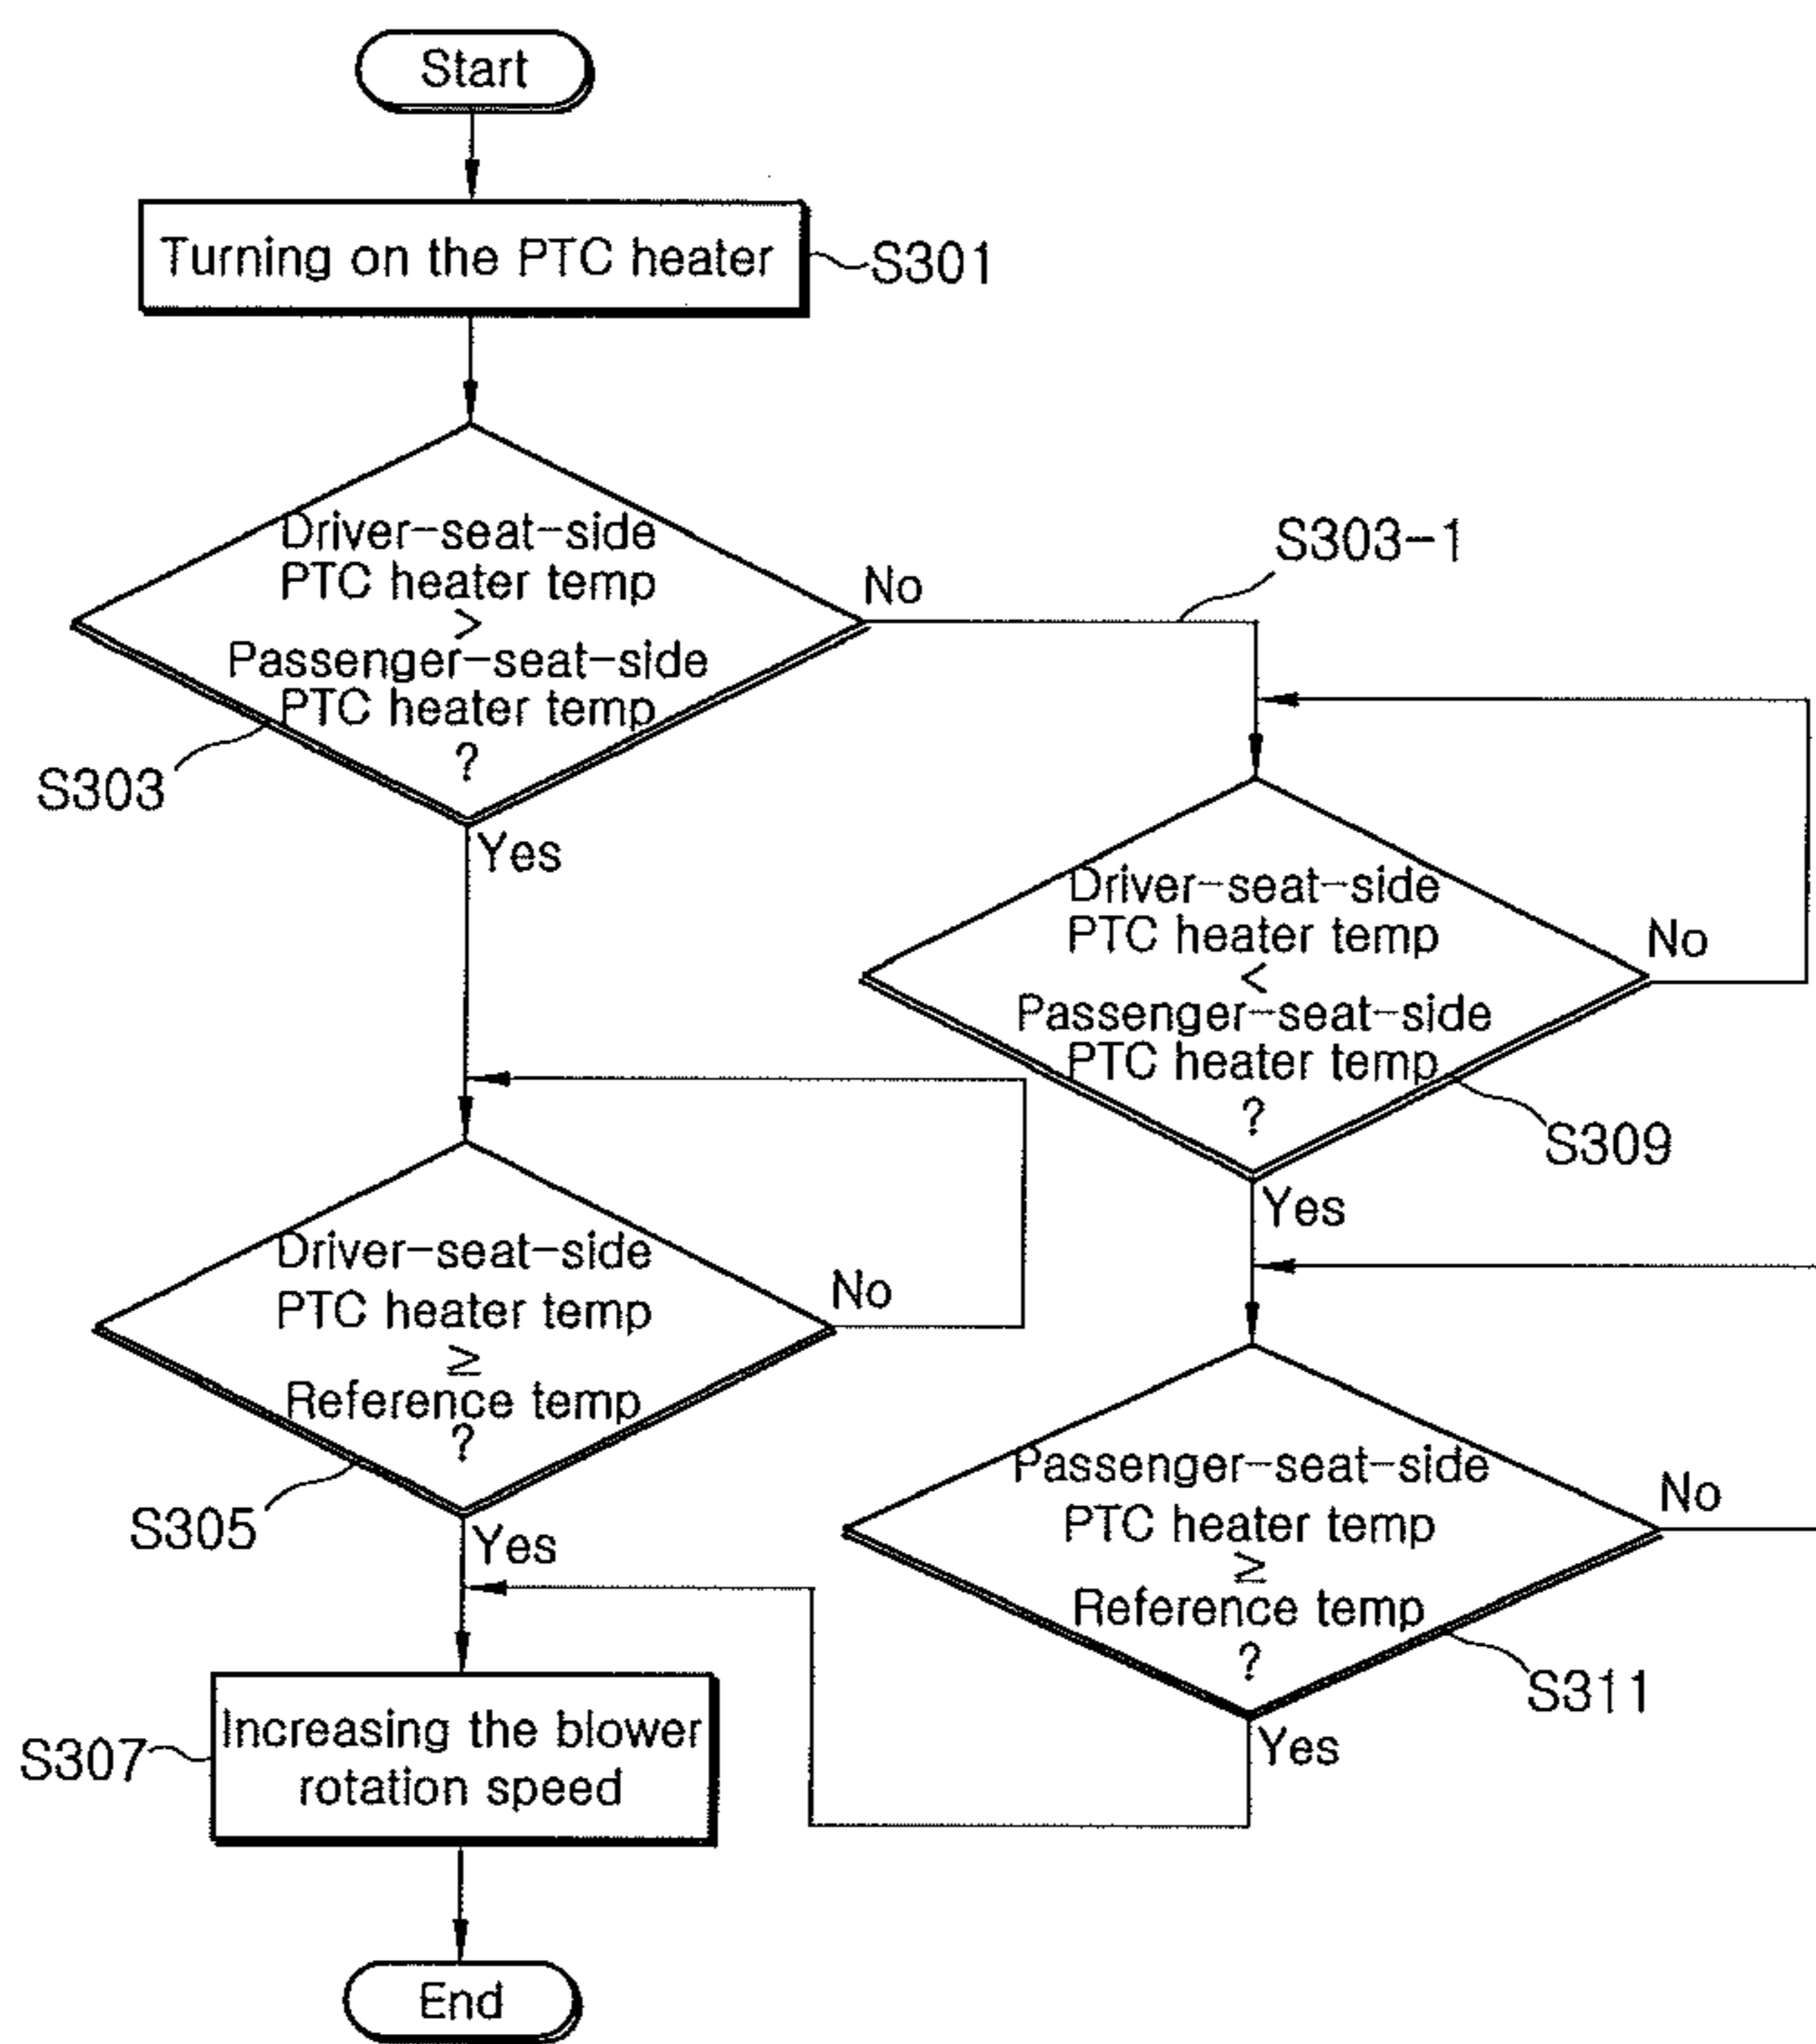 Start
Turning on the PTC heater
S301
Driver-seat-side
PTC heater temp
>
Passenger-seat-side
PTC heater temp
?
S303
No
S303-1
Yes
Driver-seat-side
PTC heater temp
<
Passenger-seat-side
PTC heater temp
?
No
S309
Yes
Driver-seat-side
PTC heater temp
≥
Reference temp
?
No
S305
Yes
Passenger-seat-side
PTC heater temp
≥
Reference temp
?
No
S311
Yes
Increasing the blower
rotation speed
S307
End